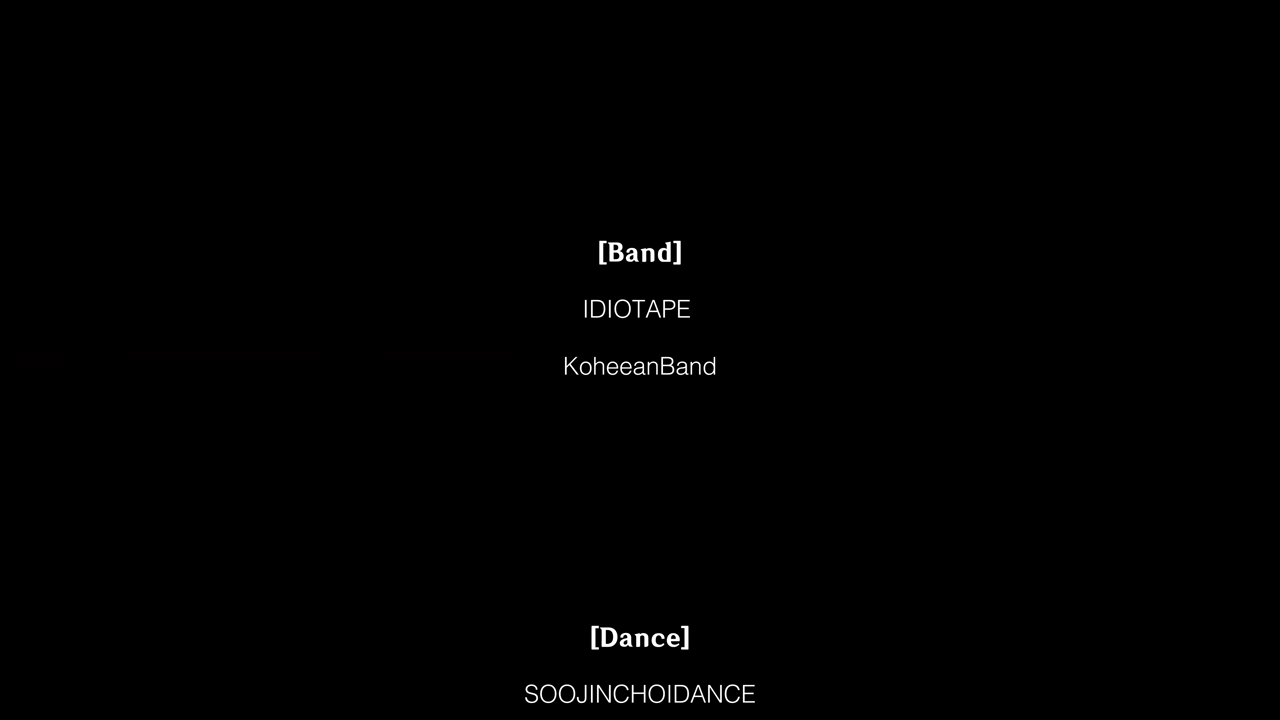 [Band]
IDIOTAPE
KoheeanBand
[Dance]
SOOJINCHOIDANCE